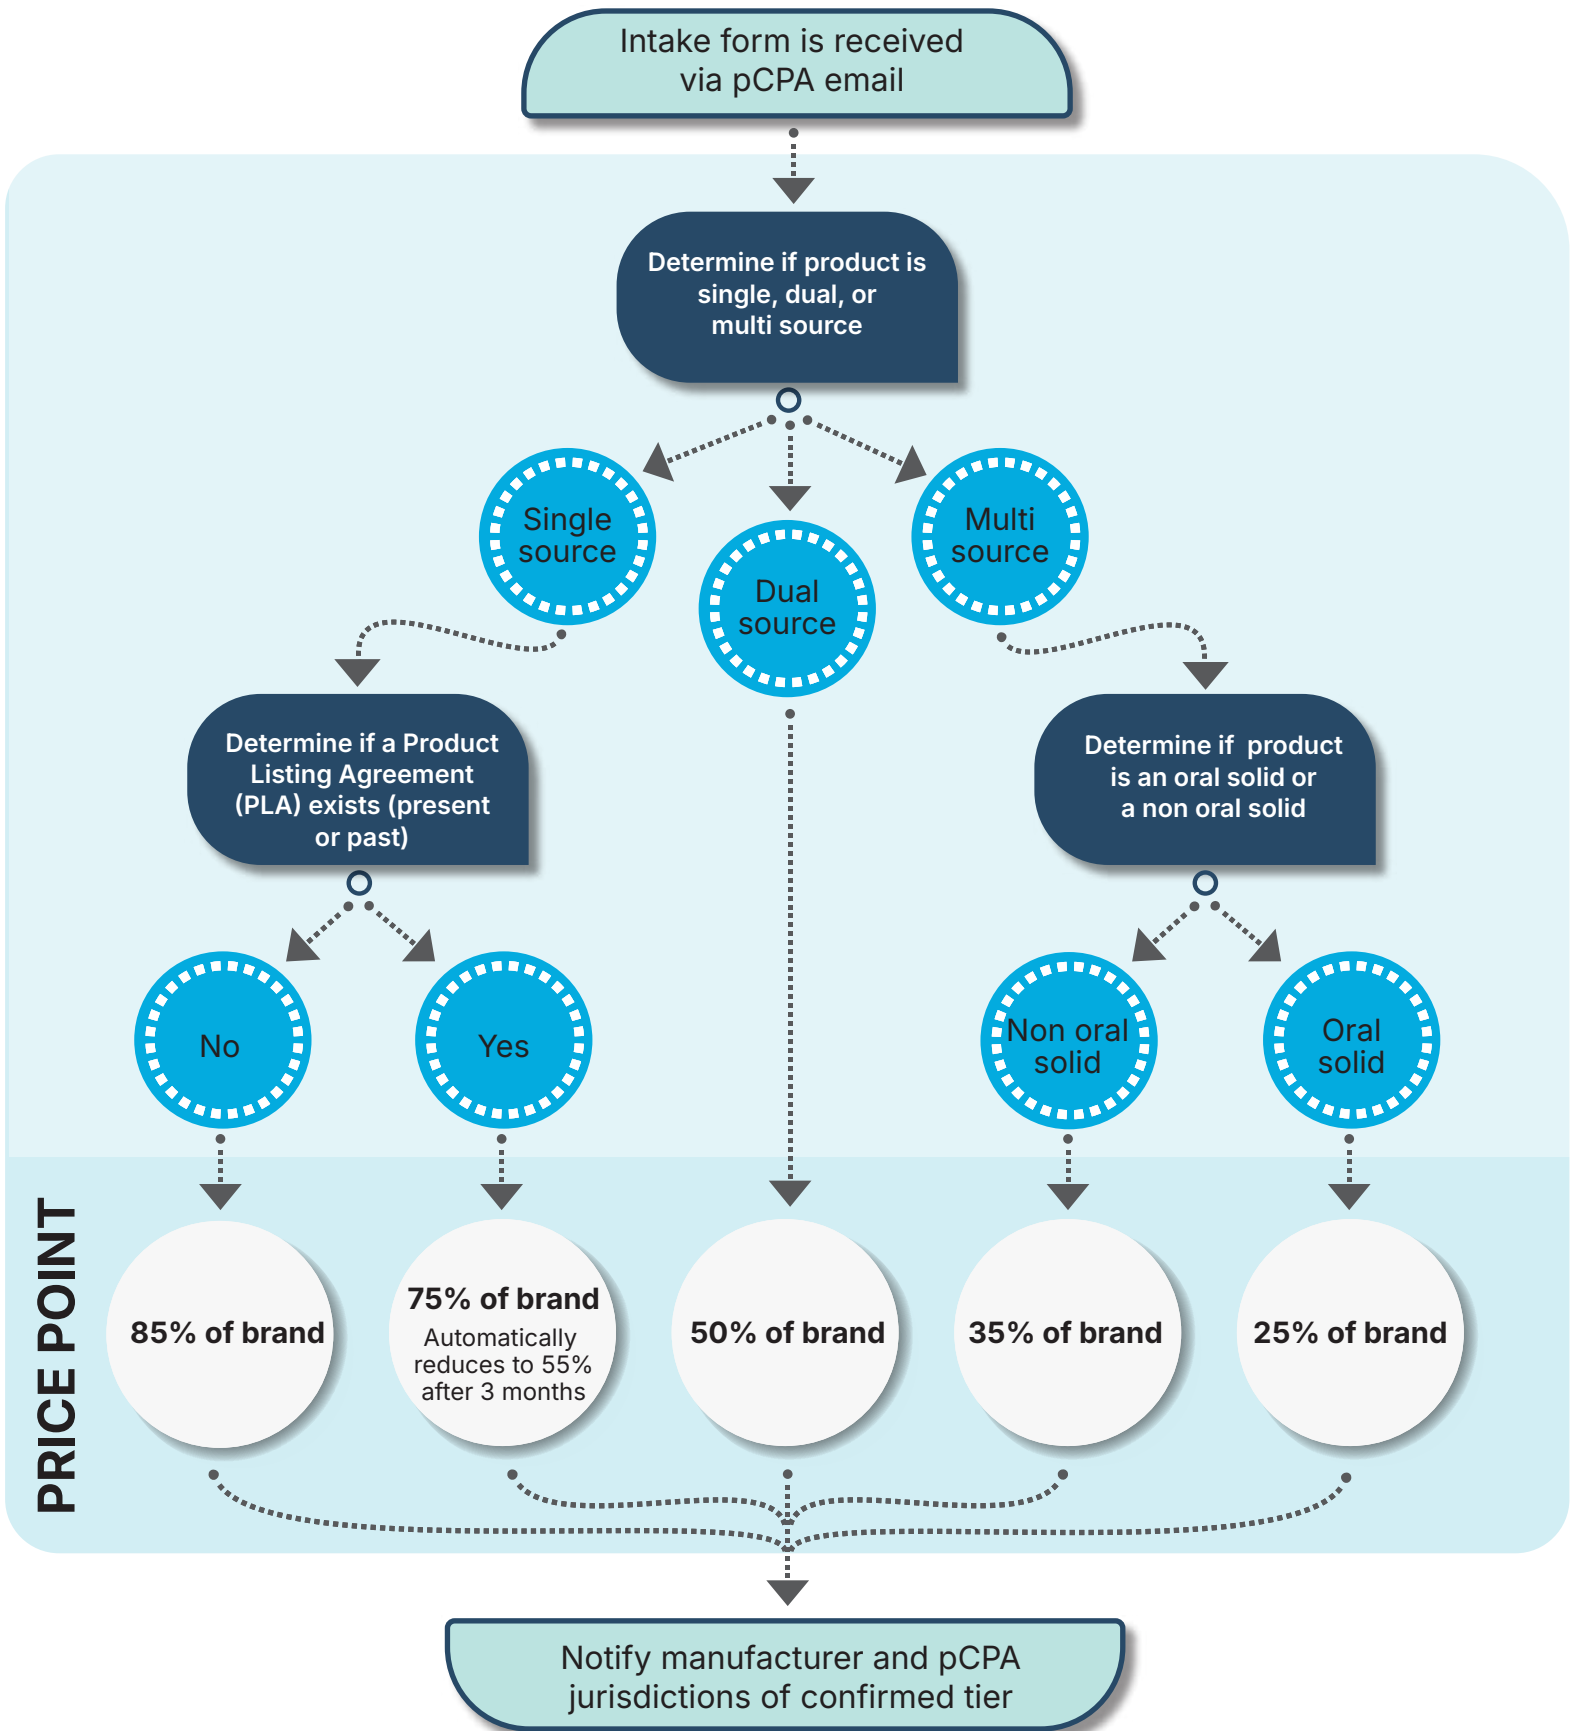 Intake form is received
via pCPA email
Determine if product is
single, dual, or
multi source
Single
source
Dual
source
Multi
source
Determine if a Product
Listing Agreement
(PLA) exists (present
or past)
Determine if  product
is an oral solid or
a non oral solid
No
Yes
Non oral
solid
Oral
solid
PRICE POINT
85% of brand
75% of brand
Automatically
reduces to 55%
after 3 months
50% of brand
35% of brand
25% of brand
Notify manufacturer and pCPA
jurisdictions of confirmed tier